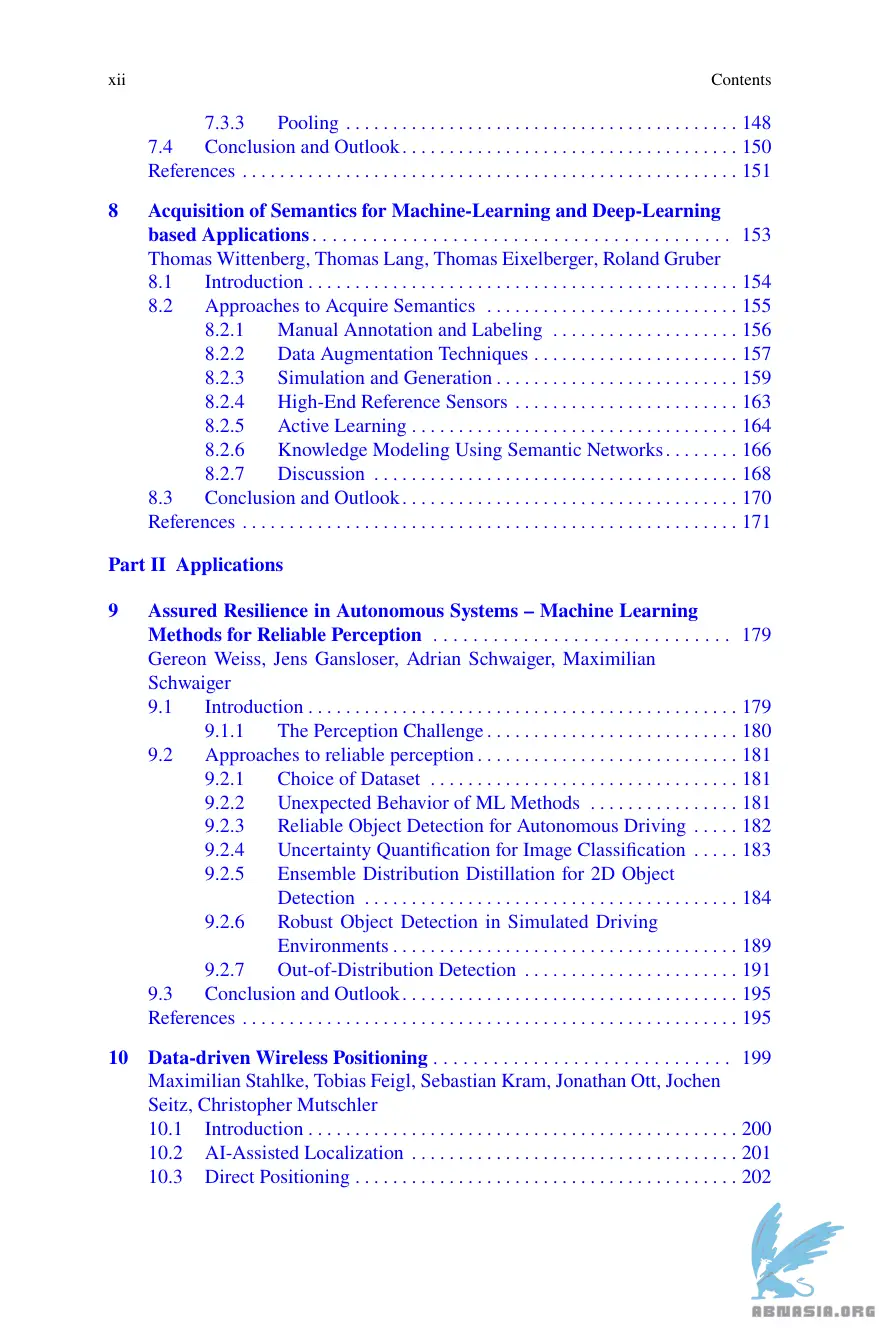 xii Contents
7.3.3 Pooling . . . . . . . . . . . . . . . . . . . . . . . . . . . . . . . . . . . . . . . . . . 148
7.4 Conclusion and Outlook . . . . . . . . . . . . . . . . . . . . . . . . . . . . . . . . . . . . 150
References . . . . . . . . . . . . . . . . . . . . . . . . . . . . . . . . . . . . . . . . . . . . . . . . . . . . . 151
8 Acquisition of Semantics for Machine-Learning and Deep-Learning
based Applications . . . . . . . . . . . . . . . . . . . . . . . . . . . . . . . . . . . . . . . . . . 153
Thomas Wittenberg, Thomas Lang, Thomas Eixelberger, Roland Gruber
8.1 Introduction . . . . . . . . . . . . . . . . . . . . . . . . . . . . . . . . . . . . . . . . . . . . . . 154
8.2 Approaches to Acquire Semantics . . . . . . . . . . . . . . . . . . . . . . . . . . . 155
8.2.1 Manual Annotation and Labeling . . . . . . . . . . . . . . . . . . . . 156
8.2.2 Data Augmentation Techniques . . . . . . . . . . . . . . . . . . . . . . 157
8.2.3 Simulation and Generation . . . . . . . . . . . . . . . . . . . . . . . . . . 159
8.2.4 High-End Reference Sensors . . . . . . . . . . . . . . . . . . . . . . . . 163
8.2.5 Active Learning . . . . . . . . . . . . . . . . . . . . . . . . . . . . . . . . . . . 164
8.2.6 Knowledge Modeling Using Semantic Networks . . . . . . . . 166
8.2.7 Discussion . . . . . . . . . . . . . . . . . . . . . . . . . . . . . . . . . . . . . . . 168
8.3 Conclusion and Outlook . . . . . . . . . . . . . . . . . . . . . . . . . . . . . . . . . . . . 170
References . . . . . . . . . . . . . . . . . . . . . . . . . . . . . . . . . . . . . . . . . . . . . . . . . . . . . 171
Part II Applications
9 Assured Resilience in Autonomous Systems – Machine Learning
Methods for Reliable Perception . . . . . . . . . . . . . . . . . . . . . . . . . . . . . . 179
Gereon Weiss, Jens Gansloser, Adrian Schwaiger, Maximilian
Schwaiger
9.1 Introduction . . . . . . . . . . . . . . . . . . . . . . . . . . . . . . . . . . . . . . . . . . . . . . 179
9.1.1 The Perception Challenge . . . . . . . . . . . . . . . . . . . . . . . . . . . 180
9.2 Approaches to reliable perception . . . . . . . . . . . . . . . . . . . . . . . . . . . . 181
9.2.1 Choice of Dataset . . . . . . . . . . . . . . . . . . . . . . . . . . . . . . . . . 181
9.2.2 Unexpected Behavior of ML Methods . . . . . . . . . . . . . . . . 181
9.2.3 Reliable Object Detection for Autonomous Driving . . . . . 182
9.2.4 Uncertainty Quantification for Image Classification . . . . . 183
9.2.5 Ensemble Distribution Distillation for 2D Object
Detection . . . . . . . . . . . . . . . . . . . . . . . . . . . . . . . . . . . . . . . . 184
9.2.6 Robust Object Detection in Simulated Driving
Environments . . . . . . . . . . . . . . . . . . . . . . . . . . . . . . . . . . . . . 189
9.2.7 Out-of-Distribution Detection . . . . . . . . . . . . . . . . . . . . . . . 191
9.3 Conclusion and Outlook . . . . . . . . . . . . . . . . . . . . . . . . . . . . . . . . . . . . 195
References . . . . . . . . . . . . . . . . . . . . . . . . . . . . . . . . . . . . . . . . . . . . . . . . . . . . . 195
10 Data-driven Wireless Positioning . . . . . . . . . . . . . . . . . . . . . . . . . . . . . . 199
Maximilian Stahlke, Tobias Feigl, Sebastian Kram, Jonathan Ott, Jochen
Seitz, Christopher Mutschler
10.1 Introduction . . . . . . . . . . . . . . . . . . . . . . . . . . . . . . . . . . . . . . . . . . . . . . 200
10.2 AI-Assisted Localization . . . . . . . . . . . . . . . . . . . . . . . . . . . . . . . . . . . 201
10.3 Direct Positioning . . . . . . . . . . . . . . . . . . . . . . . . . . . . . . . . . . . . . . . . . 202
ABNASIA.ORG